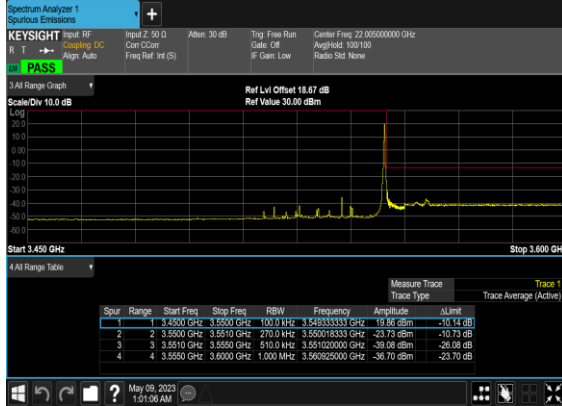 Spectrum Analyzer 1
Spurious Emissions
KEYSIGHT Input: RF Input Z: 50 Ω Atten: 30 dB Trig: Free Run Center Freq: 22.005000000 GHz
R T Coupling: DC Corr CCorr Gate: Off Avg|Hold: 100/100
Align: Auto Freq Ref: Int (S) IF Gain: Low Radio Std: None
PASS
3 All Range Graph
Ref Lvl Offset 18.67 dB
Scale/Div 10.0 dB Ref Value 30.00 dBm
Log
20.0
10.0
0.00
-10.0
-20.0
-30.0
-40.0
-50.0
-60.0
Start 3.450 GHz Stop 3.600 GH
4 All Range Table
Measure Trace Trace 1
Trace Type Trace Average (Active)
Spur Range Start Freq Stop Freq RBW Frequency Amplitude ΔLimit
1 1 3.4500 GHz 3.5500 GHz 100.0 kHz 3.549333333 GHz 19.86 dBm -10.14 dB
2 2 3.5500 GHz 3.5510 GHz 270.0 kHz 3.550018333 GHz -23.73 dBm -10.73 dB
3 3 3.5510 GHz 3.5550 GHz 510.0 kHz 3.551020000 GHz -39.08 dBm -26.08 dB
4 4 3.5550 GHz 3.6000 GHz 1.000 MHz 3.560925000 GHz -36.70 dBm -23.70 dB
May 09, 2023
1:01:06 AM